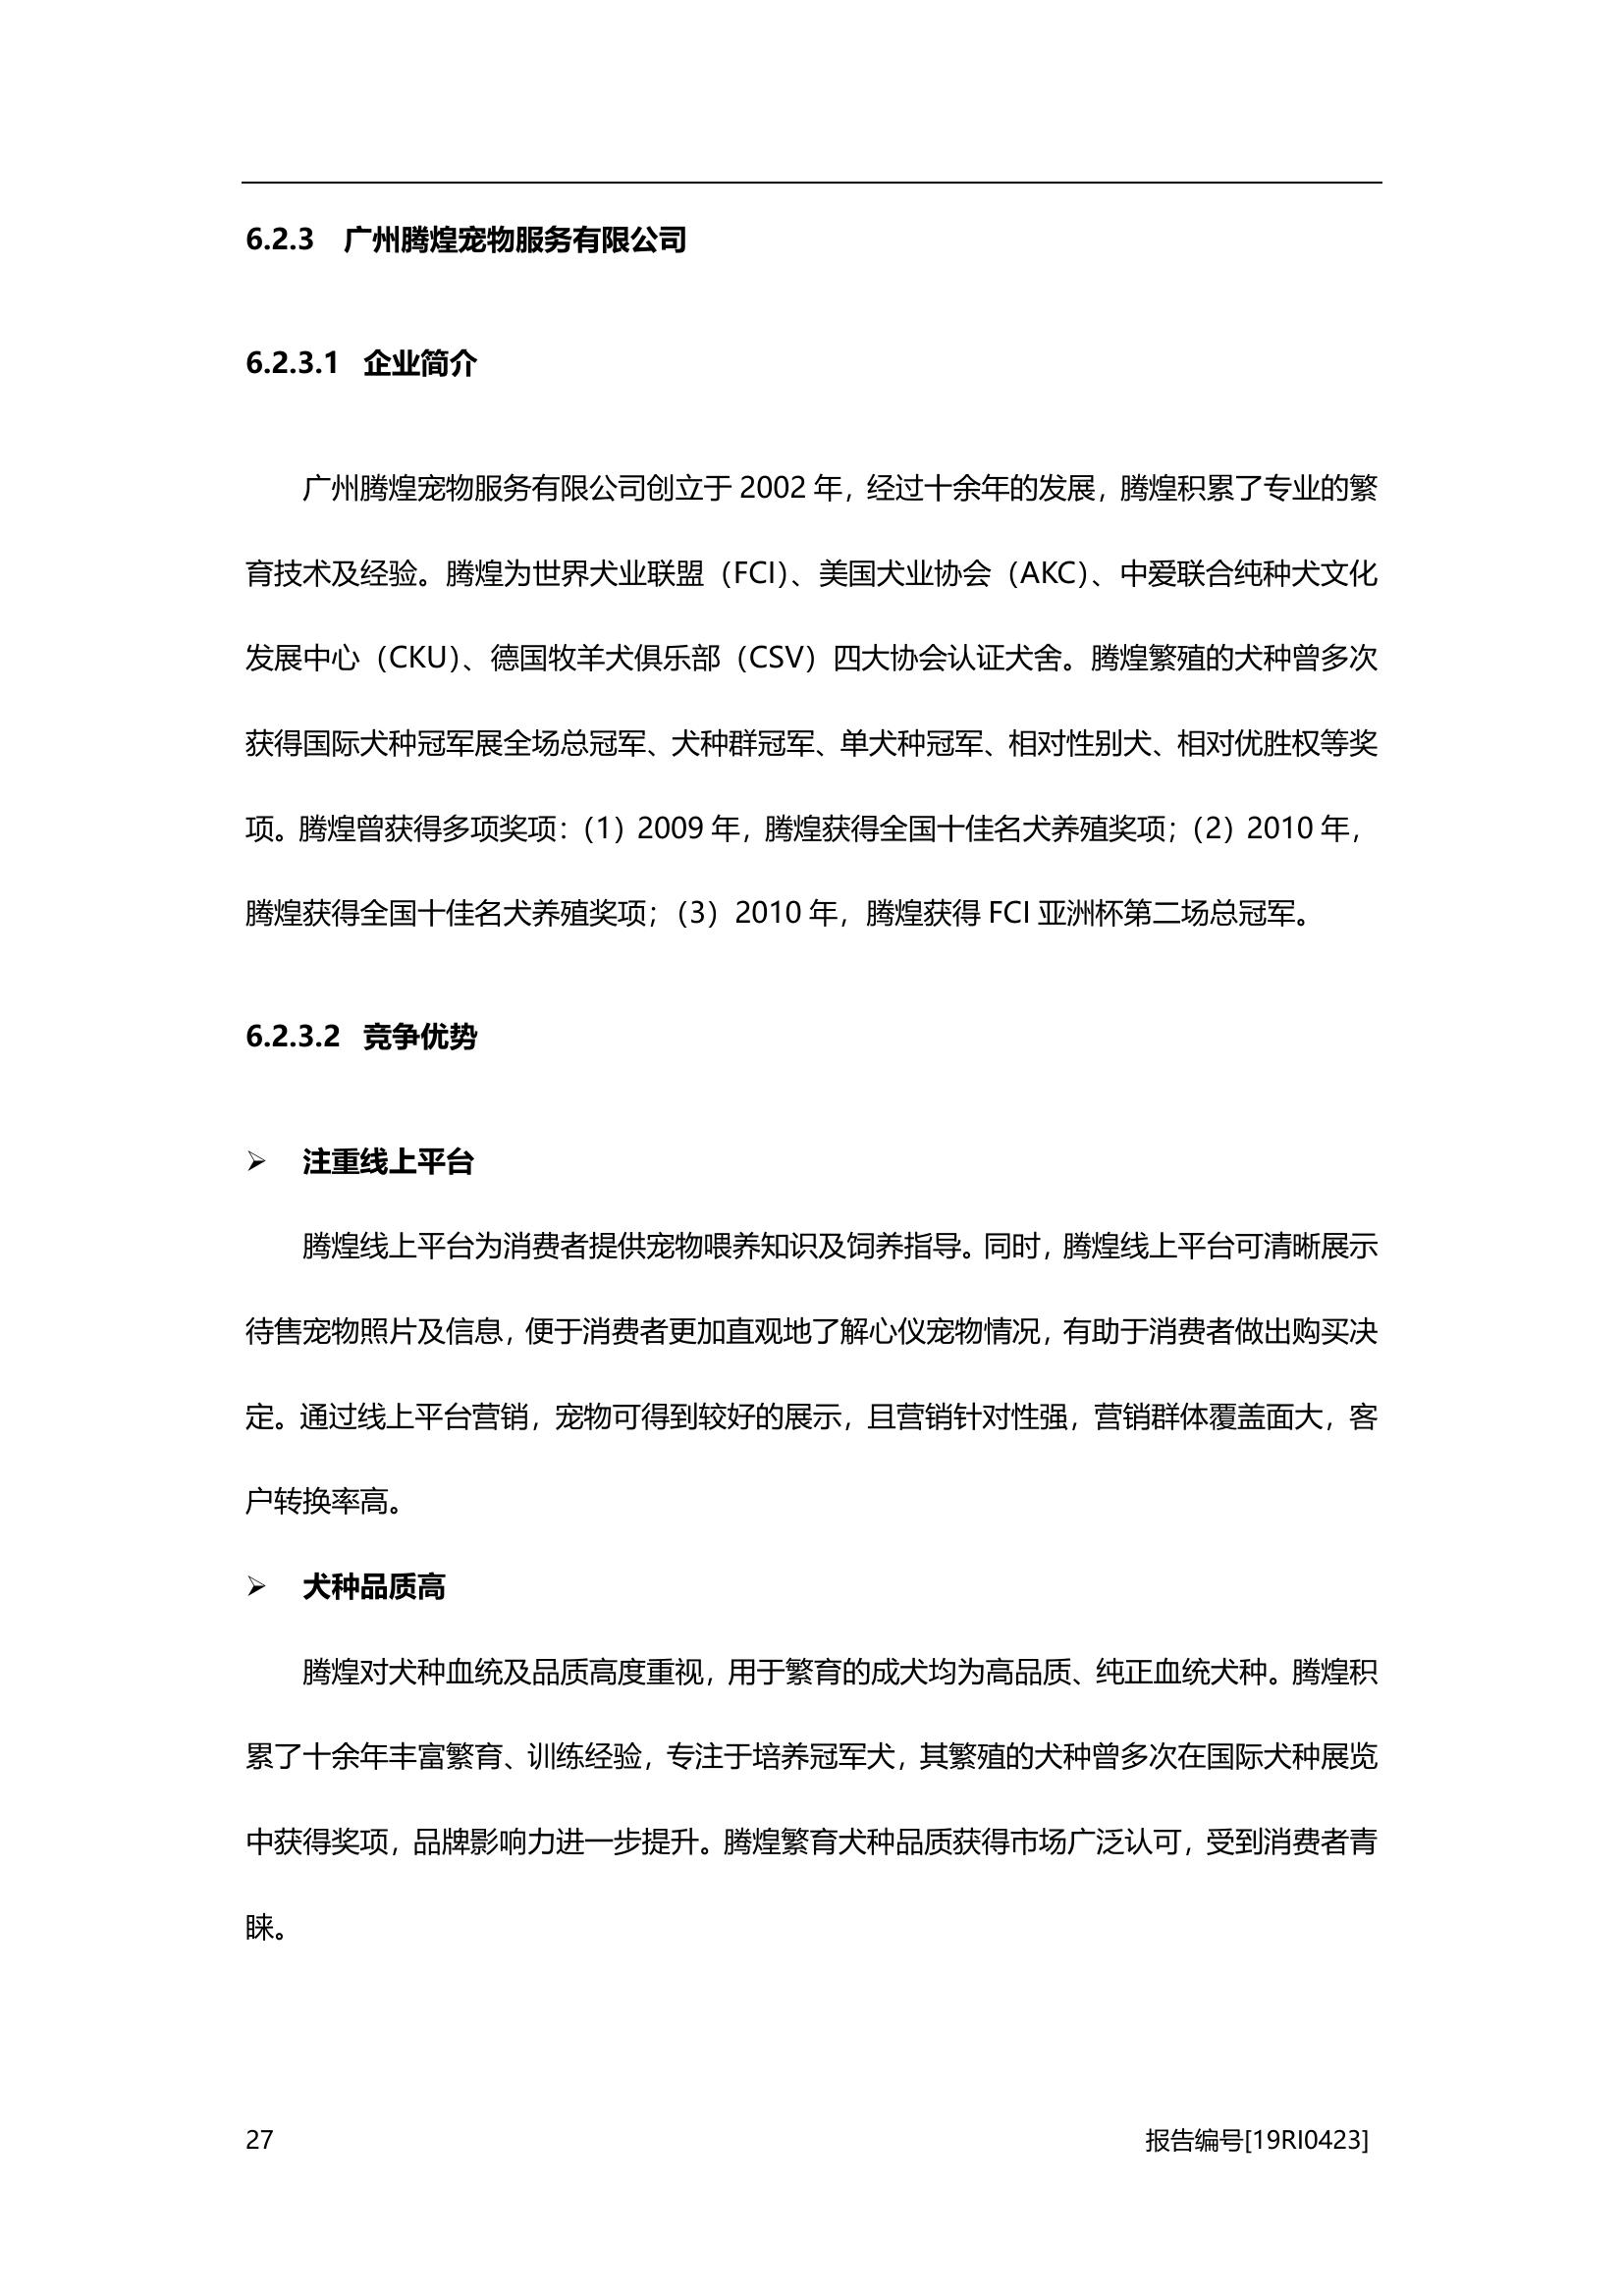 6.2.3 广州腾煌宠物服务有限公司
6.2.3.1 企业简介
广州腾煌宠物服务有限公司创立于 2002 年，经过十余年的发展，腾煌积累了专业的繁
育技术及经验。腾煌为世界犬业联盟（FCI）、美国犬业协会（AKC）、中爱联合纯种犬文化
发展中心（CKU）、德国牧羊犬俱乐部（CSV）四大协会认证犬舍。腾煌繁殖的犬种曾多次
获得国际犬种冠军展全场总冠军、犬种群冠军、单犬种冠军、相对性别犬、相对优胜权等奖
项。腾煌曾获得多项奖项：（1）2009 年，腾煌获得全国十佳名犬养殖奖项；（2）2010 年，
腾煌获得全国十佳名犬养殖奖项；（3）2010 年，腾煌获得 FCI 亚洲杯第二场总冠军。
6.2.3.2 竞争优势
➢ 注重线上平台
腾煌线上平台为消费者提供宠物喂养知识及饲养指导。同时，腾煌线上平台可清晰展示
待售宠物照片及信息，便于消费者更加直观地了解心仪宠物情况，有助于消费者做出购买决
定。通过线上平台营销，宠物可得到较好的展示，且营销针对性强，营销群体覆盖面大，客
户转换率高。
➢ 犬种品质高
腾煌对犬种血统及品质高度重视，用于繁育的成犬均为高品质、纯正血统犬种。腾煌积
累了十余年丰富繁育、训练经验，专注于培养冠军犬，其繁殖的犬种曾多次在国际犬种展览
中获得奖项，品牌影响力进一步提升。腾煌繁育犬种品质获得市场广泛认可，受到消费者青
睐。
27 报告编号[19RI0423]